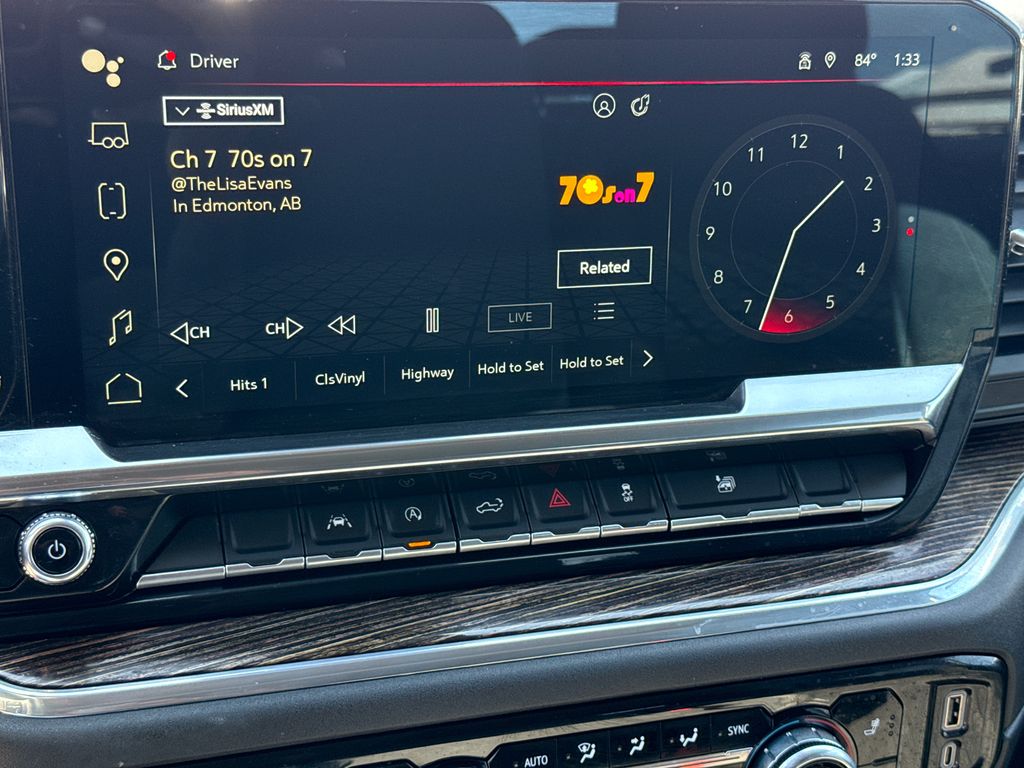 Driver
84° 1:33
SiriusXM
Ch 7 70s on 7
@TheLisaEvans
In Edmonton, AB
70s on 7
Related
12
1
2
3
4
5
6
7
8
9
10
11
CH
CH
LIVE
Hits 1
ClsVinyl
Highway
Hold to Set
Hold to Set
A
OFF
AUTO
SYNC